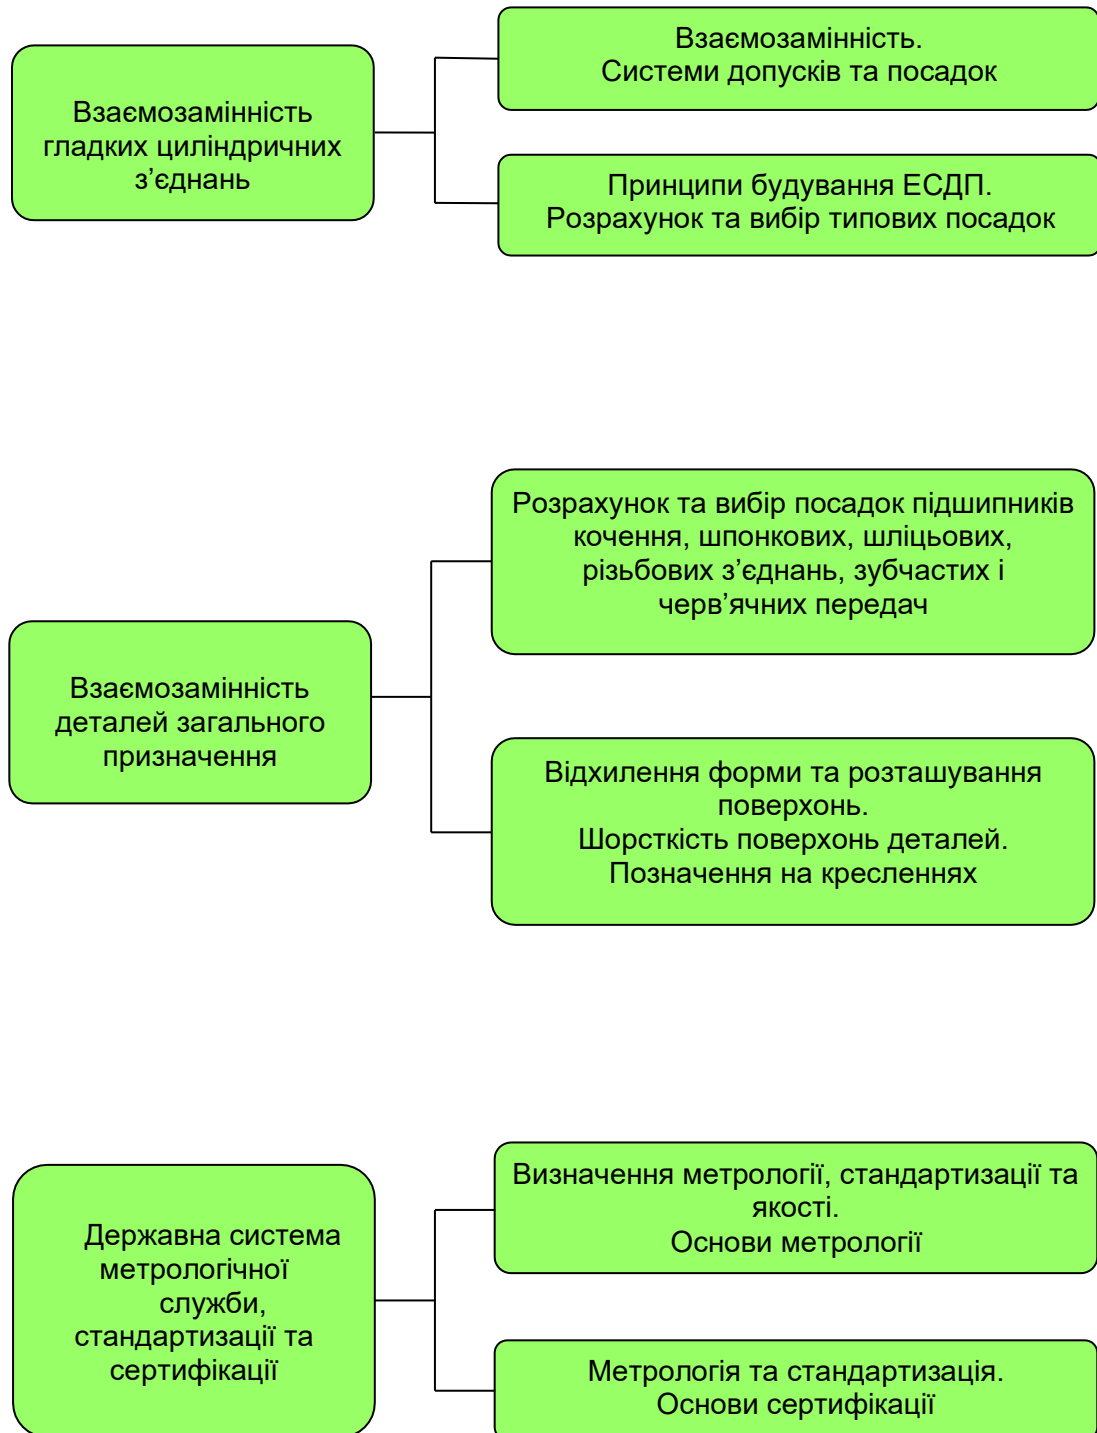 Взаємозамінність
гладких циліндричних
з’єднань
Взаємозамінність.
Системи допусків та посадок
Принципи будування ЕСДП.
Розрахунок та вибір типових посадок
Взаємозамінність
деталей загального
призначення
Розрахунок та вибір посадок підшипників
кочення, шпонкових, шліцьових,
різьбових з’єднань, зубчастих і
черв’ячних передач
Відхилення форми та розташування
поверхонь.
Шорсткість поверхонь деталей.
Позначення на кресленнях
Державна система
метрологічної
служби,
стандартизації та
сертифікації
Визначення метрології, стандартизації та
якості.
Основи метрології
Метрологія та стандартизація.
Основи сертифікації